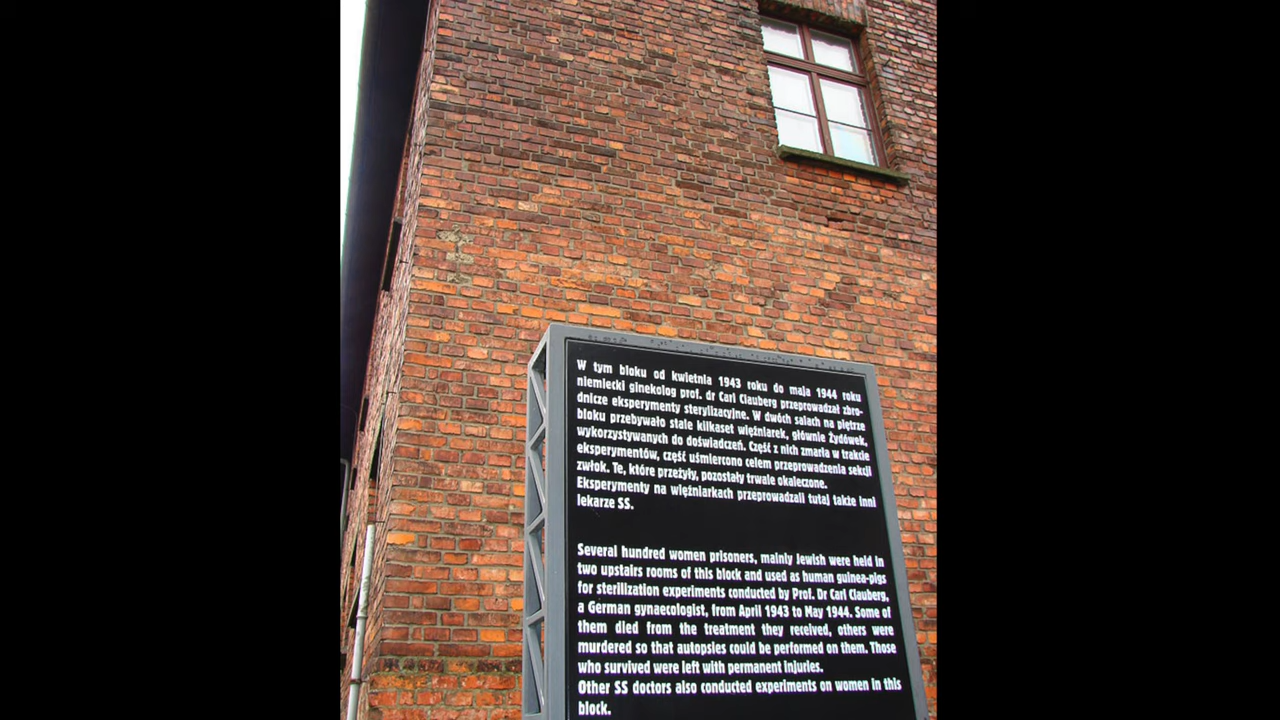 W tym bloku od kwietnia 1943 roku do maja 1944 roku
niemiecki ginekolog prof. dr Carl Clauberg przeprowadzał zbro-
dnicze eksperymenty sterylizacyjne. W dwóch salach na piętrze
bloku przebywało stale kilkaset więźniarek, głównie Żydówek,
wykorzystywanych do doświadczeń. Część z nich zmarła w trakcie
eksperymentów, część uśmiercono celem przeprowadzenia sekcji
zwłok. Te, które przeżyły, pozostały trwale okaleczone.
Eksperymenty na więźniarkach przeprowadzali tutaj także inni
lekarze SS.
Several hundred women prisoners, mainly Jewish were held in
two upstairs rooms of this block and used as human guinea-pigs
for sterilization experiments conducted by Prof. Dr Carl Clauberg,
a German gynaecologist, from April 1943 to May 1944. Some of
them died from the treatment they received, others were
murdered so that autopsies could be performed on them. Those
who survived were left with permanent injuries.
Other SS doctors also conducted experiments on women in this
block.